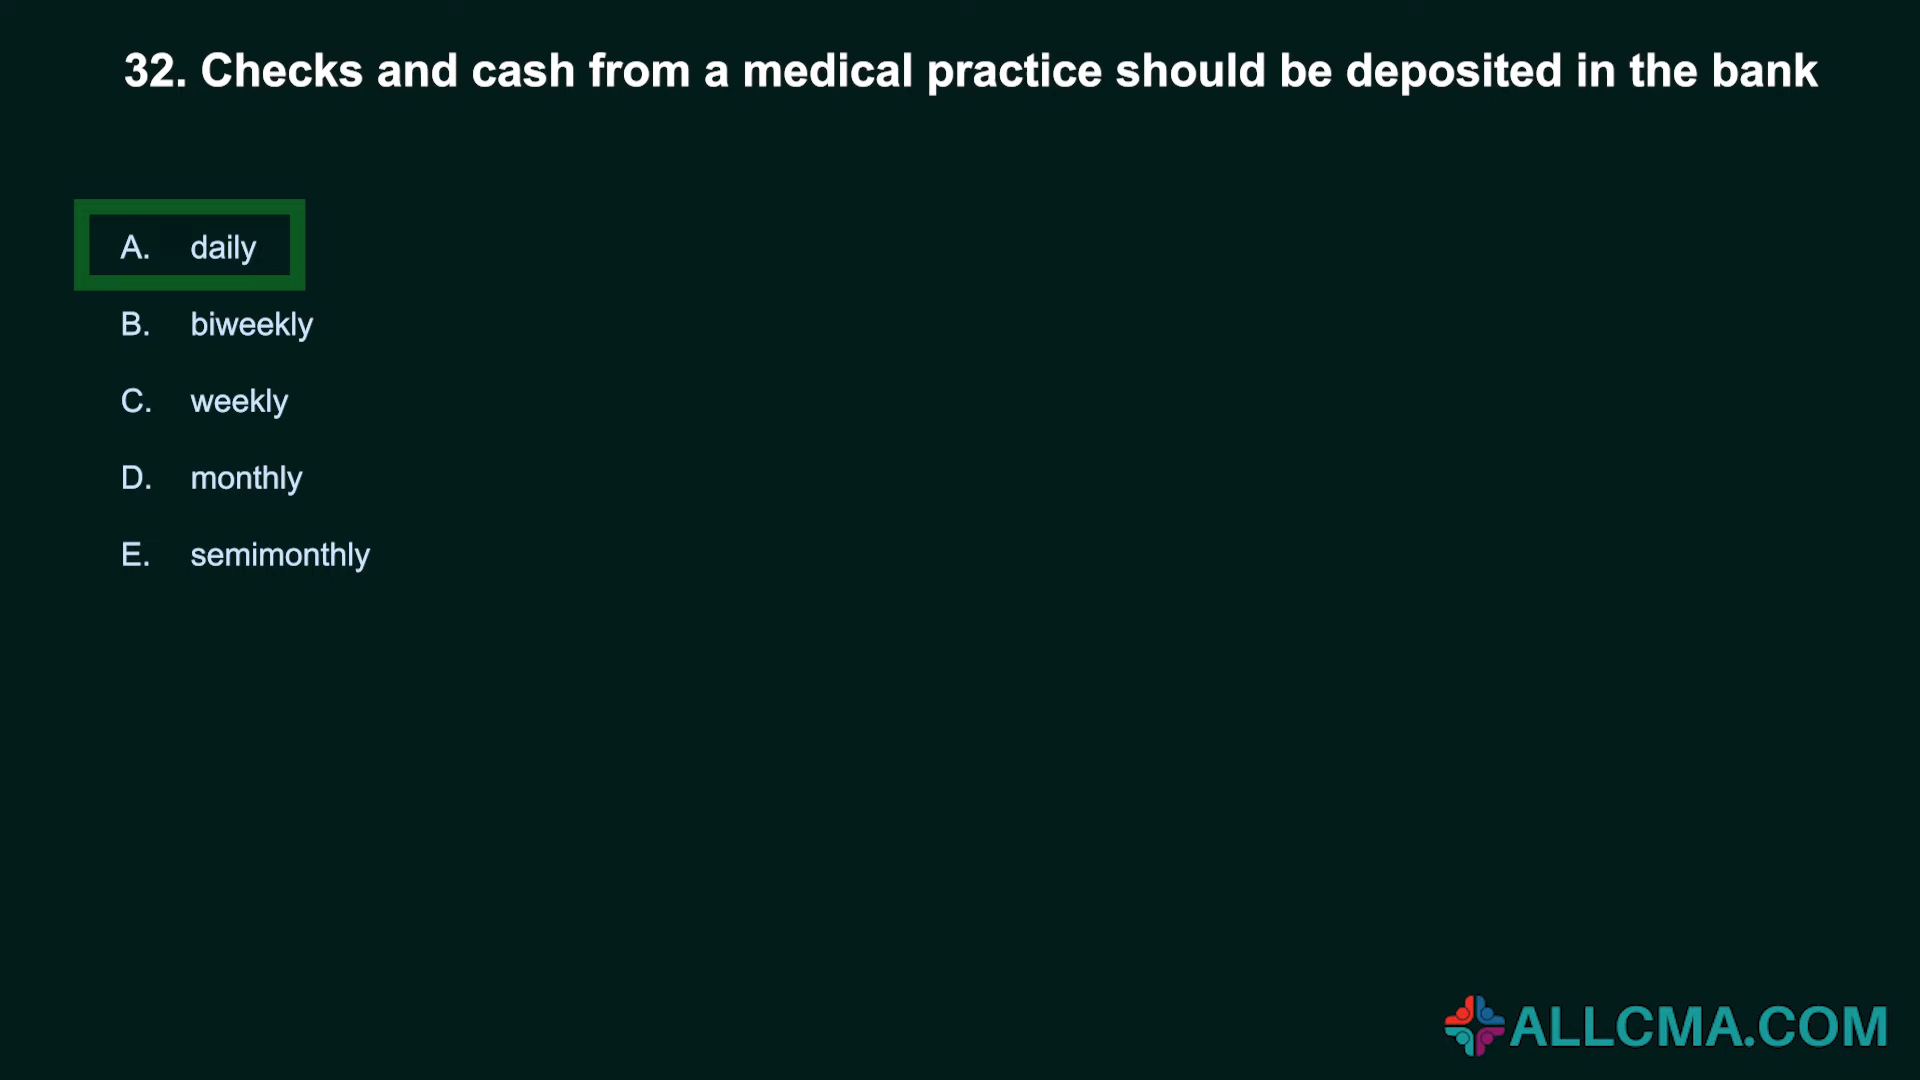 32. Checks and cash from a medical practice should be deposited in the bank
A. daily
B. biweekly
C. weekly
D. monthly
E. semimonthly
ALLCMA.COM